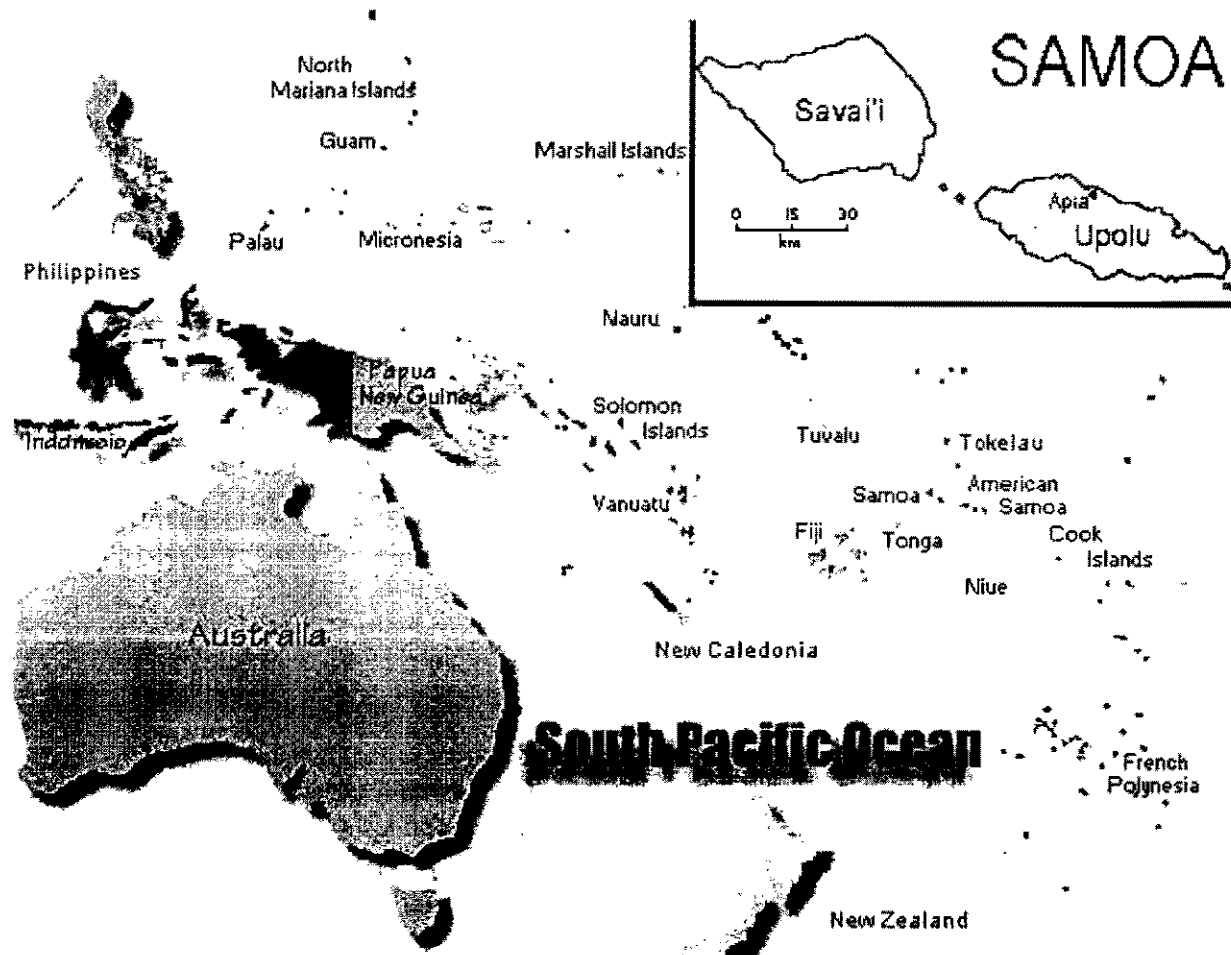 SAMOA
Savai'i
Apia
Upolu
0 15 30
km
North
Mariana Islands
Guam
Marshall Islands
Palau
Micronesia
Philippines
Nauru
Papua
New Guinea
Indonesia
Solomon
Islands
Tuvalu
Tokelau
Vanuatu
Samoa
American
Samoa
Fiji
Tonga
Cook
Islands
Niue
Australia
New Caledonia
South Pacific Ocean
French
Polynesia
New Zealand